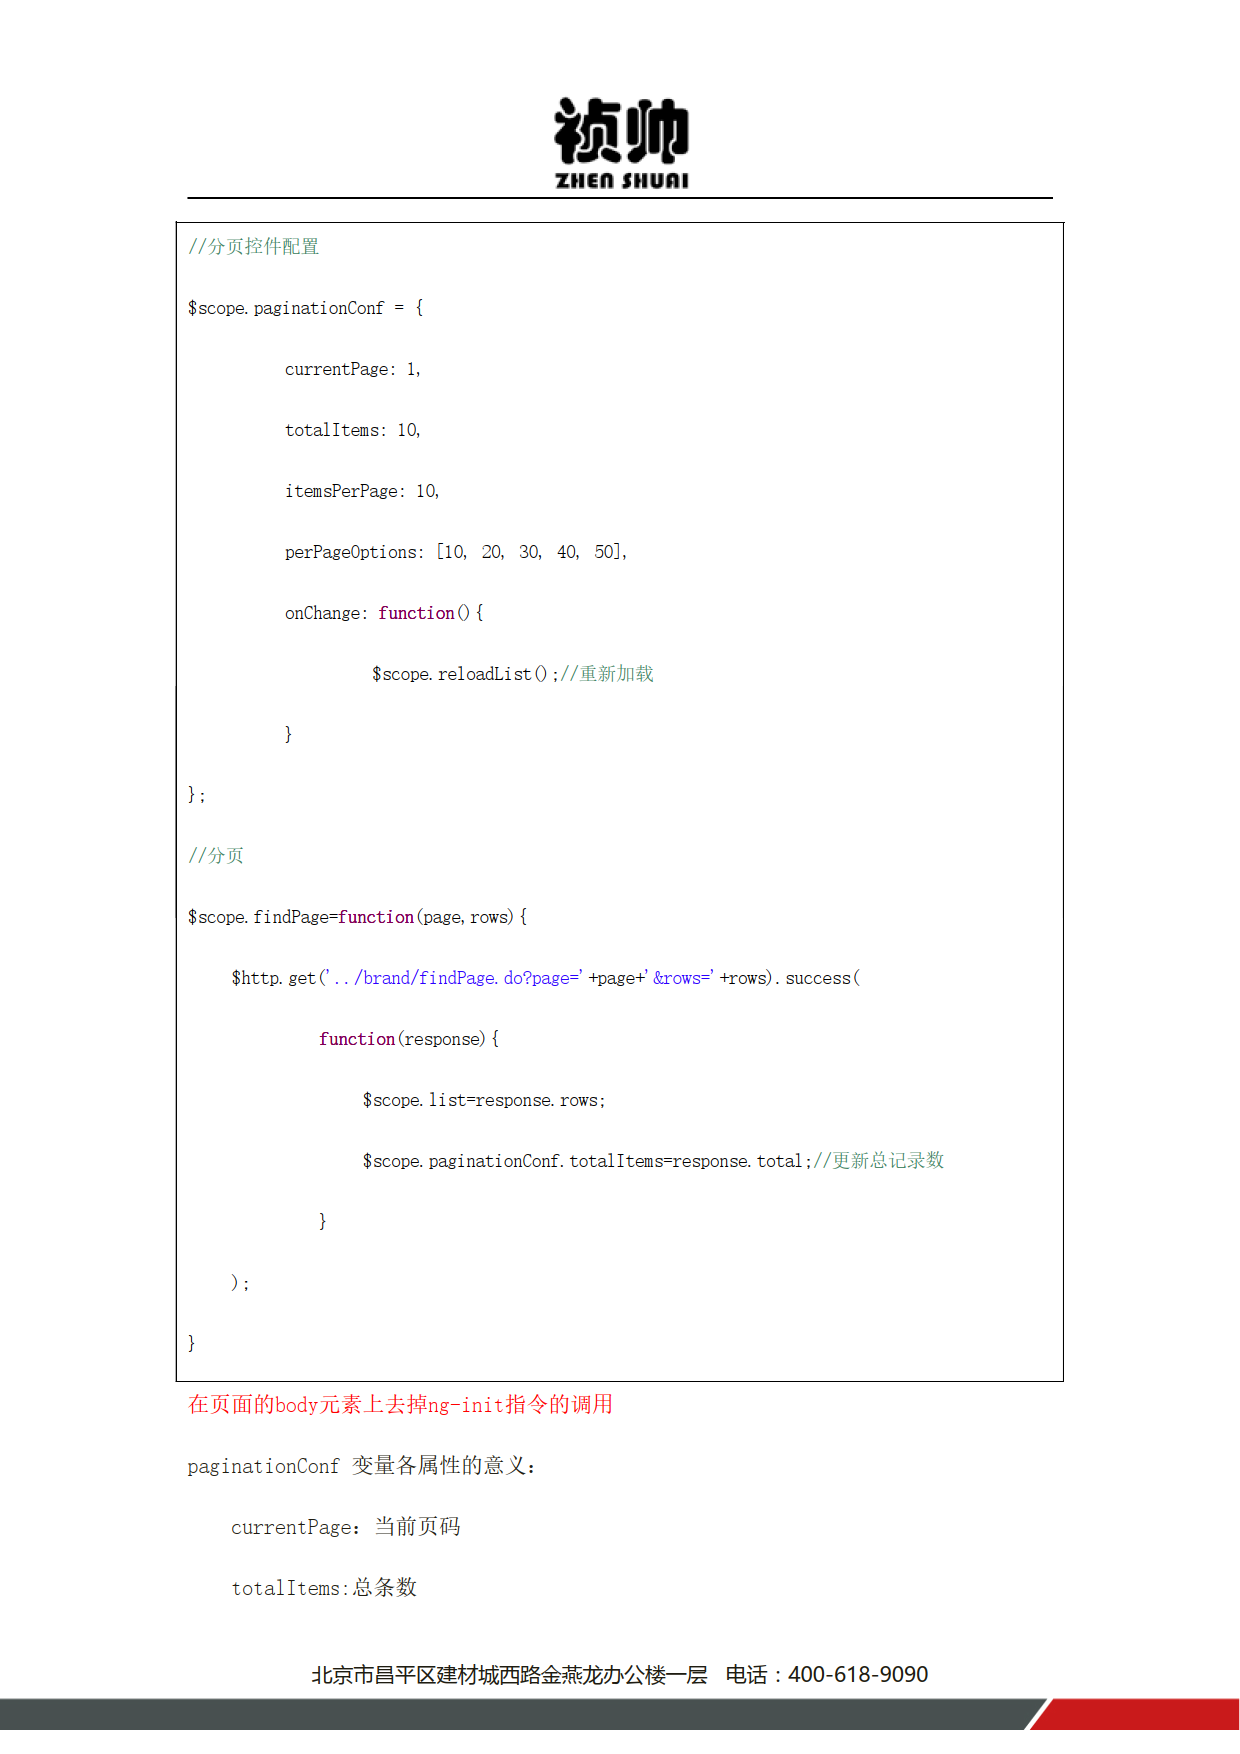 祯帅
ZHEN SHUAI
//分页控件配置
$scope.paginationConf = {
currentPage: 1,
totalItems: 10,
itemsPerPage: 10,
perPageOptions: [10, 20, 30, 40, 50],
onChange: function(){
$scope.reloadList();//重新加载
}
};
//分页
$scope.findPage=function(page,rows){
$http.get('../brand/findPage.do?page='+page+'&rows='+rows).success(
function(response){
$scope.list=response.rows;
$scope.paginationConf.totalItems=response.total;//更新总记录数
}
);
}
在页面的body元素上去掉ng-init指令的调用
paginationConf 变量各属性的意义：
currentPage：当前页码
totalItems:总条数
北京市昌平区建材城西路金燕龙办公楼一层 电话：400-618-9090